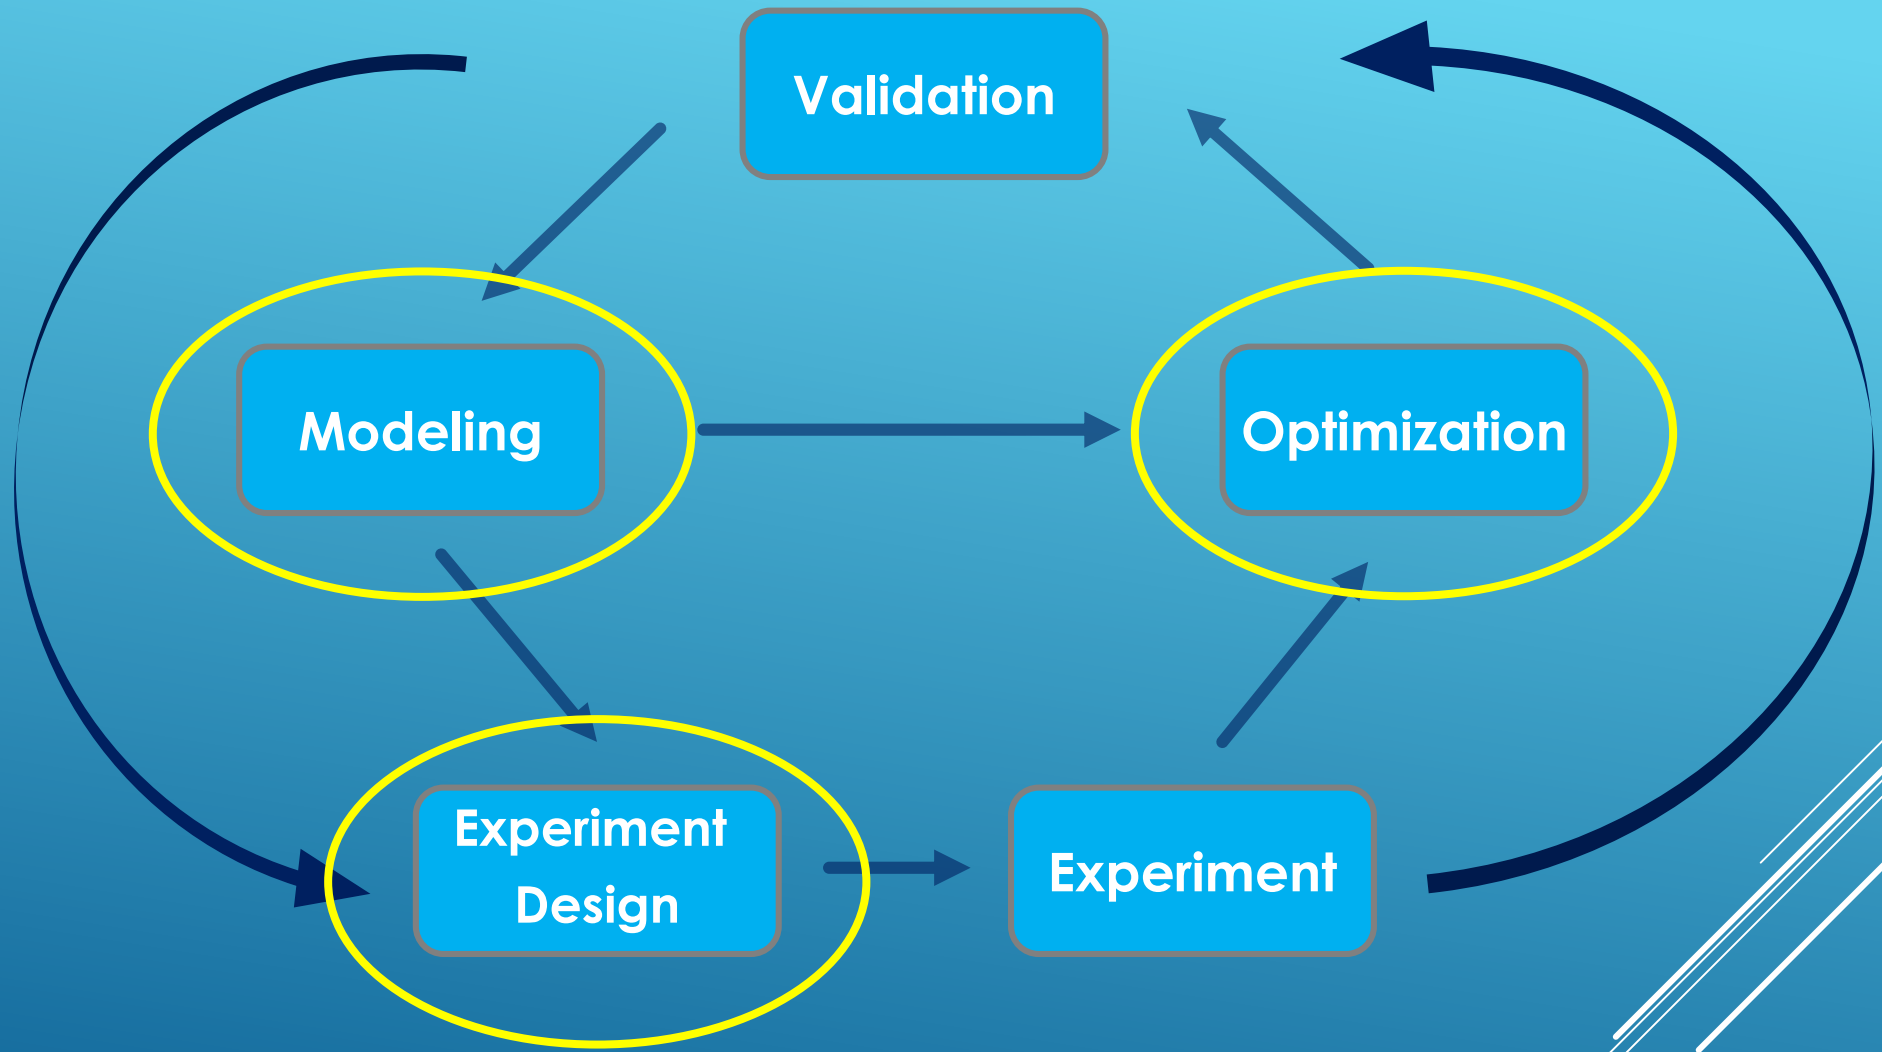 Validation
Modeling
Optimization
Experiment
Design
Experiment